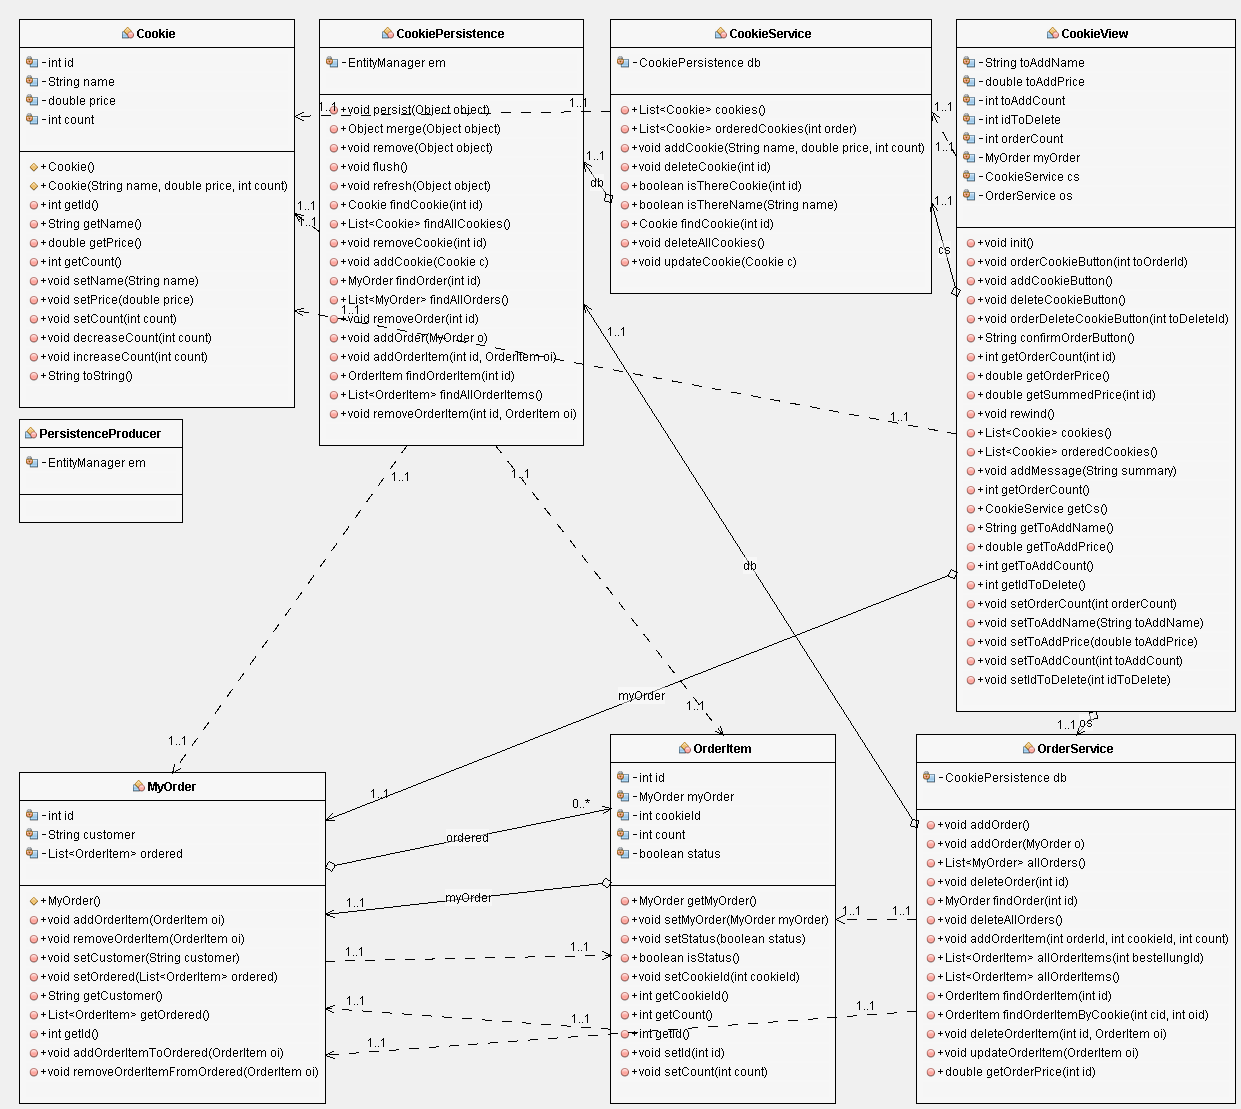 Cookie
- int id
- String name
- double price
- int count
+ Cookie()
+ Cookie(String name, double price, int count)
+ int getId()
+ String getName()
+ double getPrice()
+ int getCount()
+ void setName(String name)
+ void setPrice(double price)
+ void setCount(int count)
+ void decreaseCount(int count)
+ void increaseCount(int count)
+ String toString()
PersistenceProducer
- EntityManager em
CookiePersistence
- EntityManager em
+ void persist(Object object)
+ Object merge(Object object)
+ void remove(Object object)
+ void flush()
+ void refresh(Object object)
+ Cookie findCookie(int id)
+ List<Cookie> findAllCookies()
+ void removeCookie(int id)
+ void addCookie(Cookie c)
+ MyOrder findOrder(int id)
+ List<MyOrder> findAllOrders()
+ void removeOrder(int id)
+ void addOrder(MyOrder o)
+ void addOrderItem(int id, OrderItem oi)
+ OrderItem findOrderItem(int id)
+ List<OrderItem> findAllOrderItems()
+ void removeOrderItem(int id, OrderItem oi)
CookieService
- CookiePersistence db
+ List<Cookie> cookies()
+ List<Cookie> orderedCookies(int order)
+ void addCookie(String name, double price, int count)
+ void deleteCookie(int id)
+ boolean isThereCookie(int id)
+ boolean isThereName(String name)
+ Cookie findCookie(int id)
+ void deleteAllCookies()
+ void updateCookie(Cookie c)
CookieView
- String toAddName
- double toAddPrice
- int toAddCount
- int idToDelete
- int orderCount
- MyOrder myOrder
- CookieService cs
- OrderService os
+ void init()
+ void orderCookieButton(int toOrderId)
+ void addCookieButton()
+ void deleteCookieButton()
+ void orderDeleteCookieButton(int toDeleteId)
+ String confirmOrderButton()
+ int getOrderCount(int id)
+ double getOrderPrice()
+ double getSummedPrice(int id)
+ void rewind()
+ List<Cookie> cookies()
+ List<Cookie> orderedCookies()
+ void addMessage(String summary)
+ int getOrderCount()
+ CookieService getCs()
+ String getToAddName()
+ double getToAddPrice()
+ int getToAddCount()
+ int getIdToDelete()
+ void setOrderCount(int orderCount)
+ void setToAddName(String toAddName)
+ void setToAddPrice(double toAddPrice)
+ void setToAddCount(int toAddCount)
+ void setIdToDelete(int idToDelete)
1..1
1..1
1..1
1..1
1..1
db
1..1
1..1
1..1
cs
1..1
1..1
1..1
1..1
1..1
db
myOrder
1..1
1..1 os
1..1
1..1
0..*
ordered
myOrder
1..1
1..1
1..1
1..1
1..1
1..1
1..1
1..1
1..1
MyOrder
- int id
- String customer
- List<OrderItem> ordered
+ MyOrder()
+ void addOrderItem(OrderItem oi)
+ void removeOrderItem(OrderItem oi)
+ void setCustomer(String customer)
+ void setOrdered(List<OrderItem> ordered)
+ String getCustomer()
+ List<OrderItem> getOrdered()
+ int getId()
+ void addOrderItemToOrdered(OrderItem oi)
+ void removeOrderItemFromOrdered(OrderItem oi)
OrderItem
- int id
- MyOrder myOrder
- int cookieId
- int count
- boolean status
+ MyOrder getMyOrder()
+ void setMyOrder(MyOrder myOrder)
+ void setStatus(boolean status)
+ boolean isStatus()
+ void setCookieId(int cookieId)
+ int getCookieId()
+ int getCount()
+ int getId()
+ void setId(int id)
+ void setCount(int count)
OrderService
- CookiePersistence db
+ void addOrder()
+ void addOrder(MyOrder o)
+ List<MyOrder> allOrders()
+ void deleteOrder(int id)
+ MyOrder findOrder(int id)
+ void deleteAllOrders()
+ void addOrderItem(int orderId, int cookieId, int count)
+ List<OrderItem> allOrderItems(int bestellungId)
+ List<OrderItem> allOrderItems()
+ OrderItem findOrderItem(int id)
+ OrderItem findOrderItemByCookie(int cid, int oid)
+ void deleteOrderItem(int id, OrderItem oi)
+ void updateOrderItem(OrderItem oi)
+ double getOrderPrice(int id)